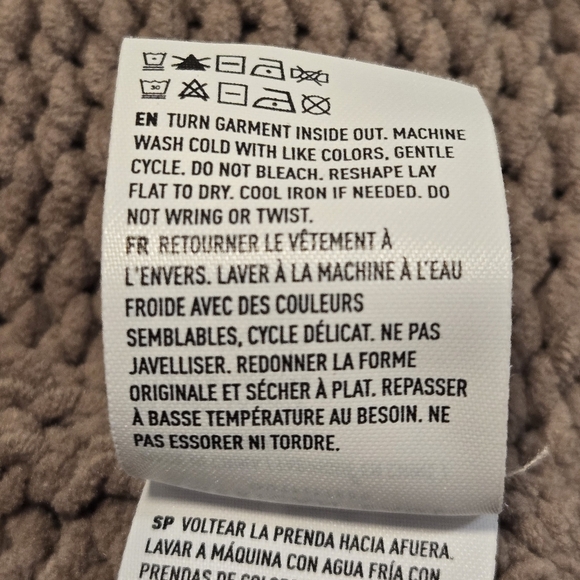 30
EN TURN GARMENT INSIDE OUT. MACHINE
WASH COLD WITH LIKE COLORS, GENTLE
CYCLE. DO NOT BLEACH. RESHAPE LAY
FLAT TO DRY. COOL IRON IF NEEDED. DO
NOT WRING OR TWIST.
FR RETOURNER LE VÊTEMENT À
L'ENVERS. LAVER À LA MACHINE À L'EAU
FROIDE AVEC DES COULEURS
SEMBLABLES, CYCLE DÉLICAT. NE PAS
JAVELLISER. REDONNER LA FORME
ORIGINALE ET SÉCHER À PLAT. REPASSER
À BASSE TEMPÉRATURE AU BESOIN. NE
PAS ESSORER NI TORDRE.
SP VOLTEAR LA PRENDA HACIA AFUERA.
LAVAR A MÁQUINA CON AGUA FRÍA CON
PRENDAS DE